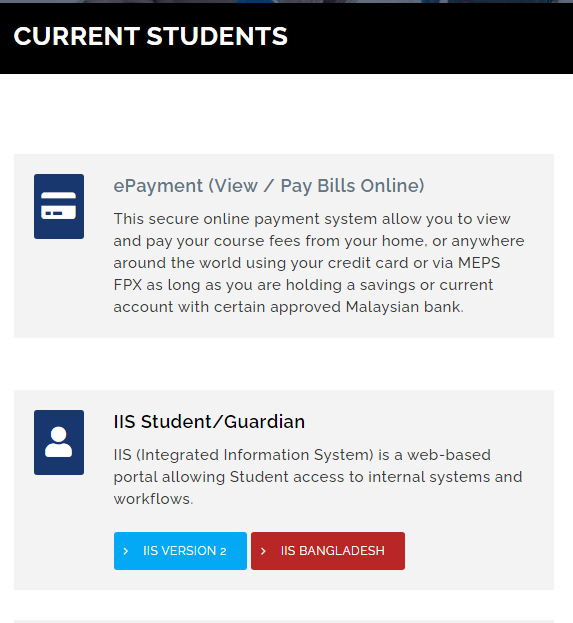 CURRENT STUDENTS
ePayment (View / Pay Bills Online)
This secure online payment system allow you to view
and pay your course fees from your home, or anywhere
around the world using your credit card or via MEPS
FPX as long as you are holding a savings or current
account with certain approved Malaysian bank.
IIS Student/Guardian
IIS (Integrated Information System) is a web-based
portal allowing Student access to internal systems and
workflows.
IIS VERSION 2
IIS BANGLADESH